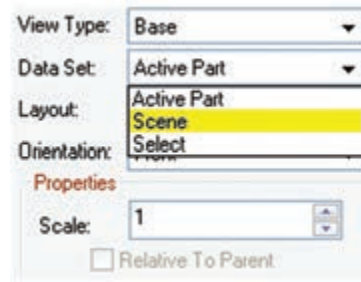 View Type: Base
Data Set: Active Part
Layout: Active Part
Scene
Select
Orientation:
Properties
Scale: 1
Relative To Parent